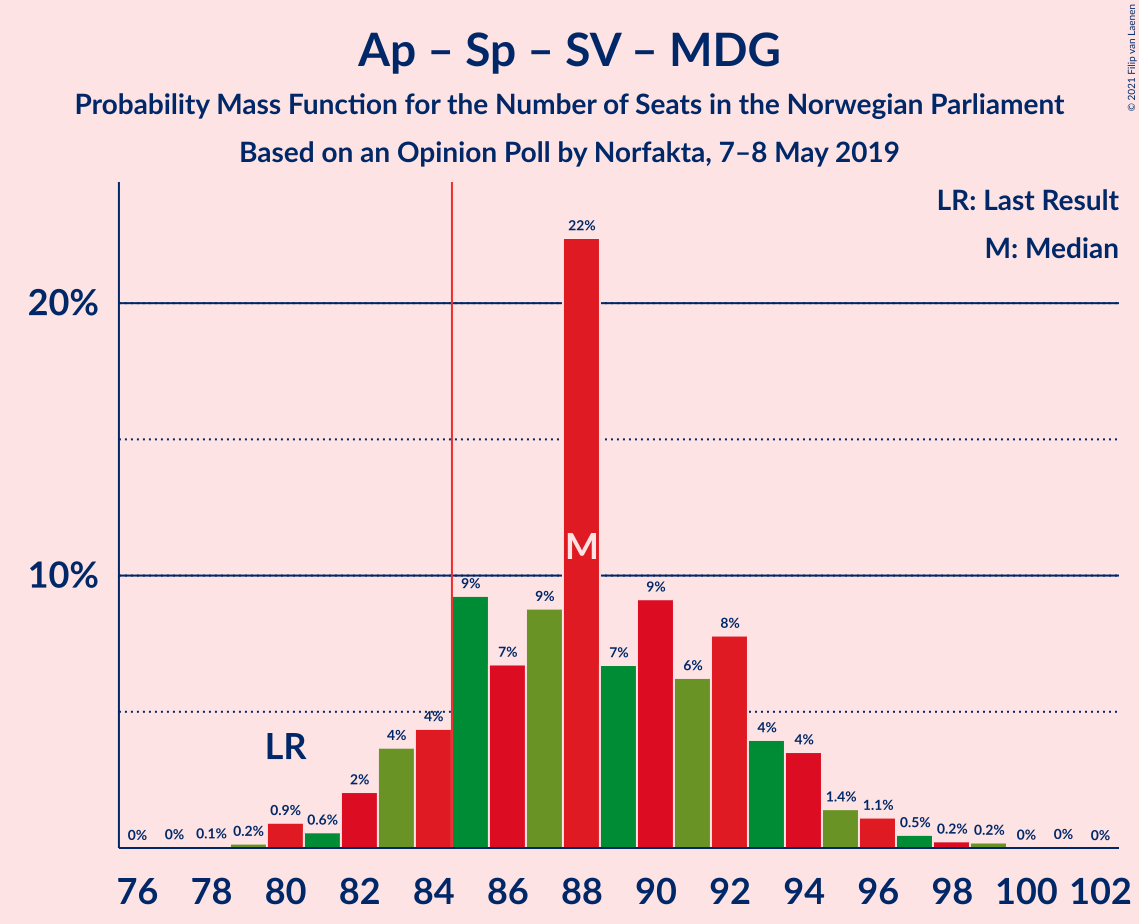 Ap – Sp – SV – MDG
Probability Mass Function for the Number of Seats in the Norwegian Parliament
Based on an Opinion Poll by Norfakta, 7–8 May 2019
© 2021 Filip van Laenen
LR: Last Result
M: Median
20%
10%
0% 0% 0.1% 0.2% 0.9% 0.6% 2% 4% 4% 9% 7% 9% 22% 7% 9% 6% 8% 4% 4% 1.4% 1.1% 0.5% 0.2% 0.2% 0% 0% 0%
LR
M
76 78 80 82 84 86 88 90 92 94 96 98 100 102